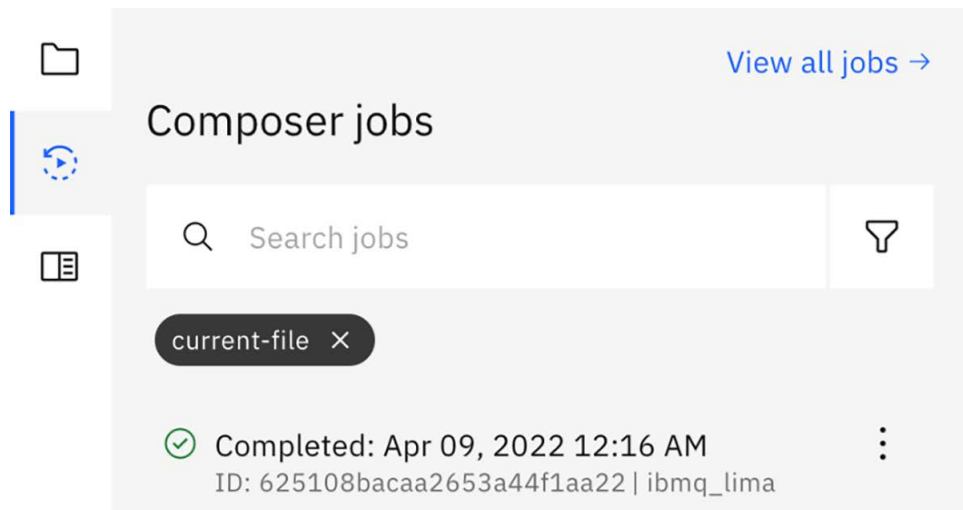 View all jobs →
Composer jobs
Search jobs
current-file ×
Completed: Apr 09, 2022 12:16 AM
ID: 625108bacaa2653a44f1aa22 | ibmq_lima